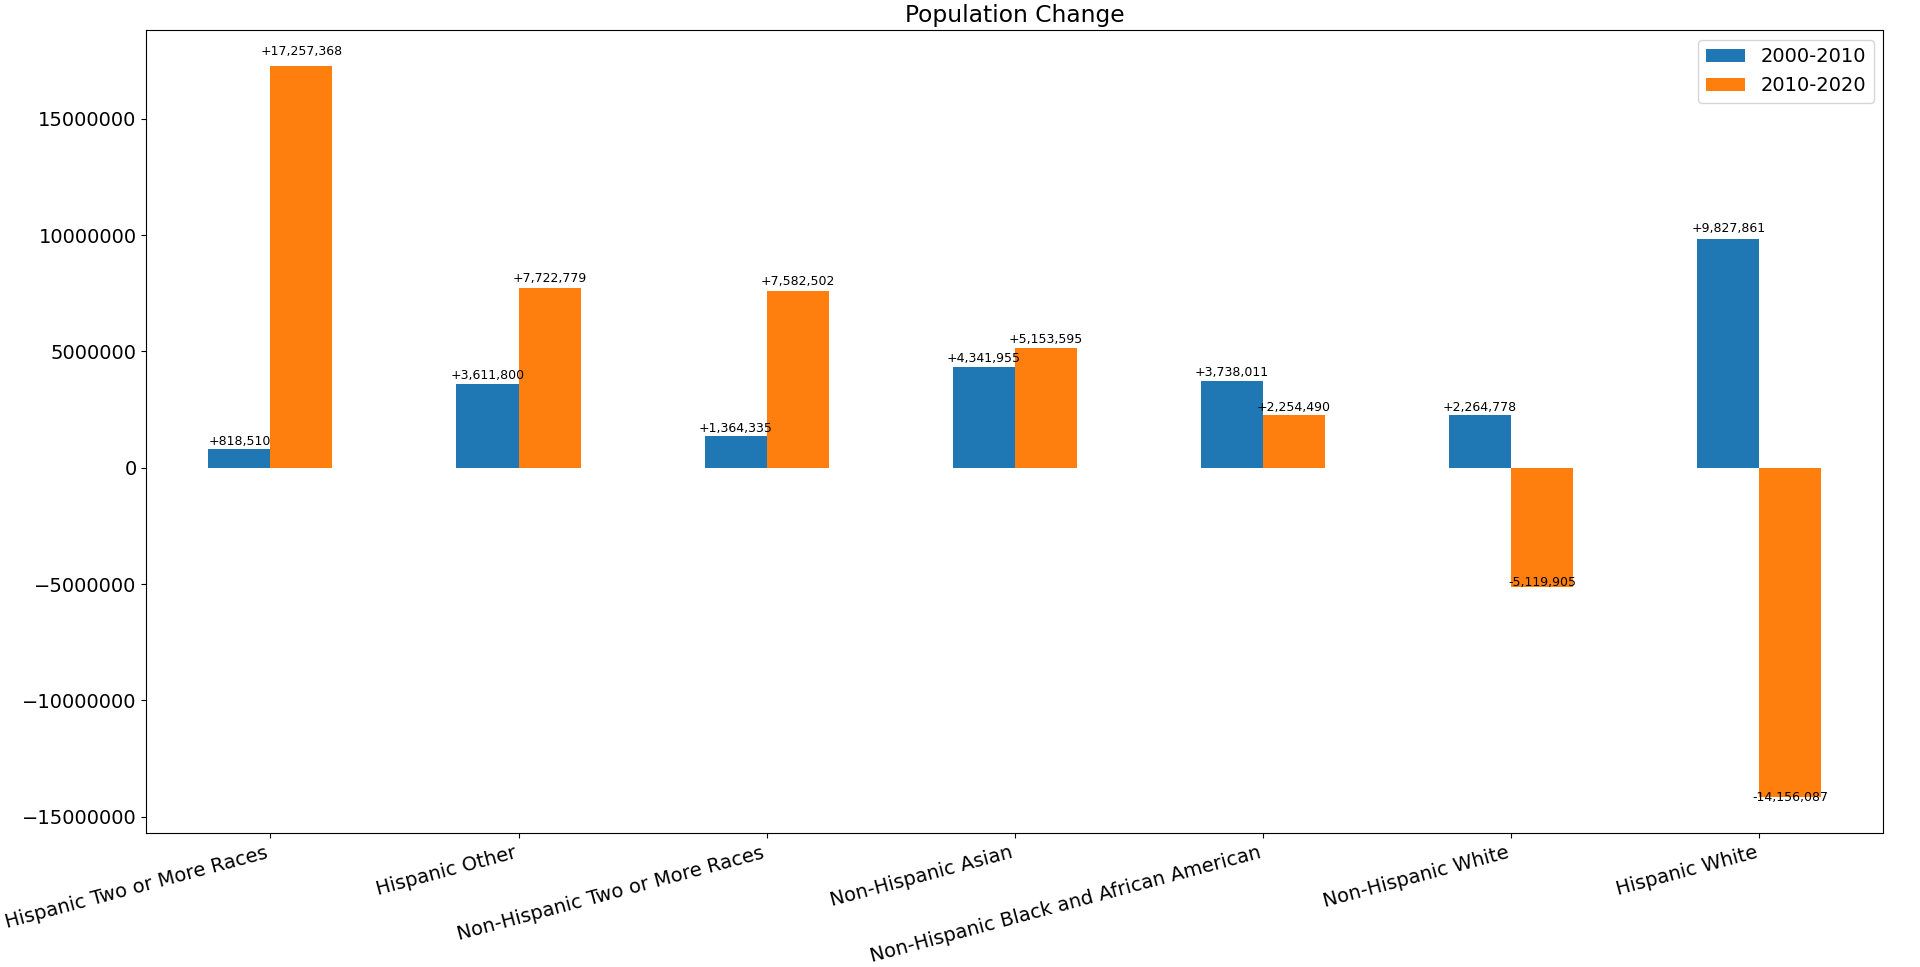 Population Change
2000-2010
2010-2020
15000000
10000000
5000000
0
−5000000
−10000000
−15000000
+818,510
+17,257,368
+3,611,800
+7,722,779
+1,364,335
+7,582,502
+4,341,955
+5,153,595
+3,738,011
+2,254,490
+2,264,778
-5,119,905
+9,827,861
-14,156,087
Hispanic Two or More Races
Hispanic Other
Non-Hispanic Two or More Races
Non-Hispanic Asian
Non-Hispanic Black and African American
Non-Hispanic White
Hispanic White